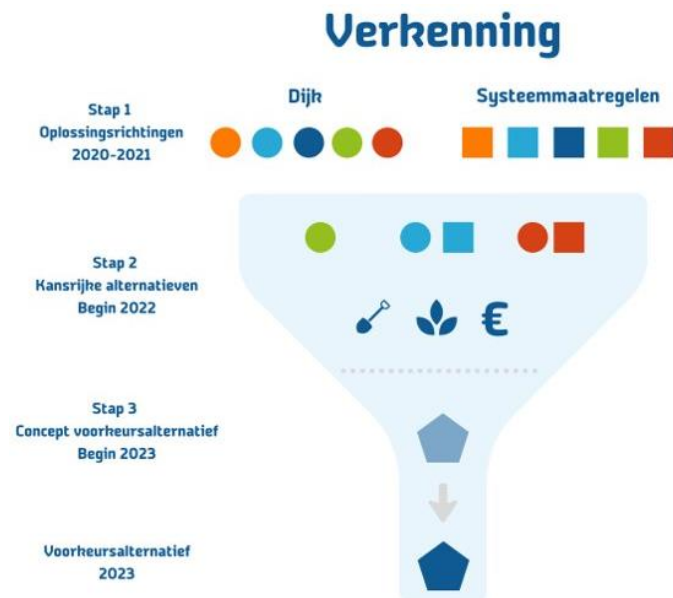 Verkenning
Dijk
Systeemmaatregelen
Stap 1
Oplossingsrichtingen
2020-2021
Stap 2
Kansrijke alternatieven
Begin 2022
€
Stap 3
Concept voorkeursalternatief
Begin 2023
Voorkeursalternatief
2023